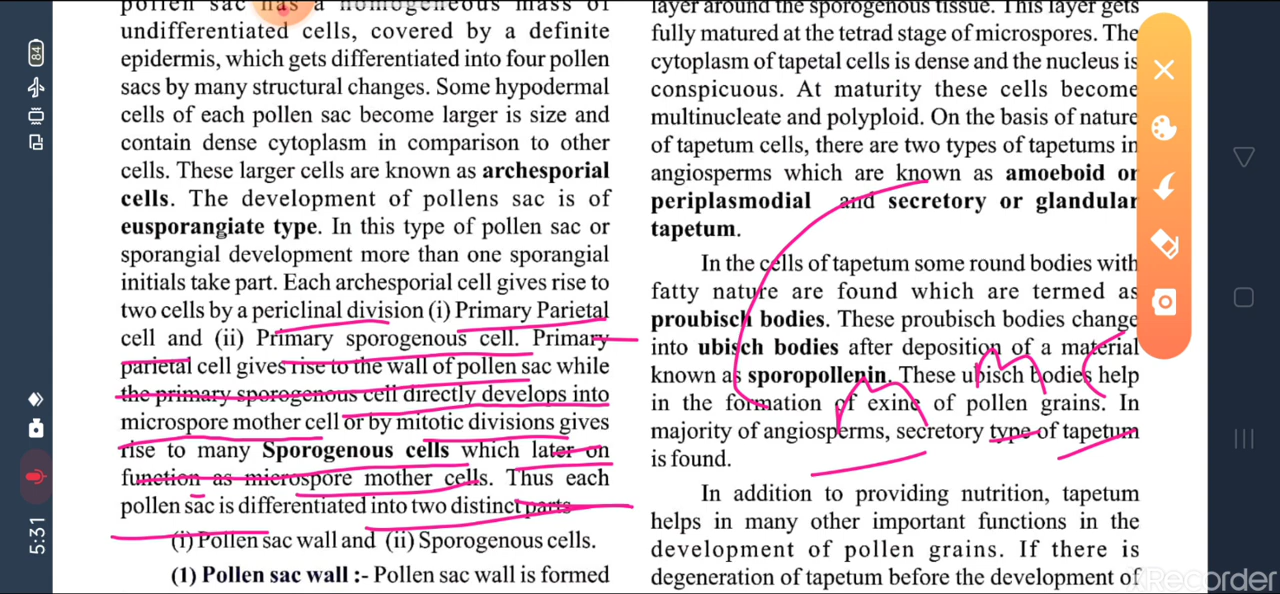 pollen sac has a homogeneous mass of
undifferentiated cells, covered by a definite
epidermis, which gets differentiated into four pollen
sacs by many structural changes. Some hypodermal
cells of each pollen sac become larger is size and
contain dense cytoplasm in comparison to other
cells. These larger cells are known as archesporial
cells. The development of pollens sac is of
eusporangiate type. In this type of pollen sac or
sporangial development more than one sporangial
initials take part. Each archesporial cell gives rise to
two cells by a periclinal division (i) Primary Parietal
cell and (ii) Primary sporogenous cell. Primary
parietal cell gives rise to the wall of pollen sac while
the primary sporogenous cell directly develops into
microspore mother cell or by mitotic divisions gives
rise to many Sporogenous cells which later on
function as microspore mother cells. Thus each
pollen sac is differentiated into two distinct parts
(i) Pollen sac wall and (ii) Sporogenous cells.
(1) Pollen sac wall :- Pollen sac wall is formed
layer around the sporogenous tissue. This layer gets
fully matured at the tetrad stage of microspores. The
cytoplasm of tapetal cells is dense and the nucleus is
conspicuous. At maturity these cells become
multinucleate and polyploid. On the basis of nature
of tapetum cells, there are two types of tapetums in
angiosperms which are known as amoeboid or
periplasmodial and secretory or glandular
tapetum.
In the cells of tapetum some round bodies with
fatty nature are found which are termed as
proubisch bodies. These proubisch bodies change
into ubisch bodies after deposition of a material
known as sporopollenin. These ubisch bodies help
in the formation of exine of pollen grains. In
majority of angiosperms, secretory type of tapetum
is found.
In addition to providing nutrition, tapetum
helps in many other important functions in the
development of pollen grains. If there is
degeneration of tapetum before the development of
84
5:31
XRecorder